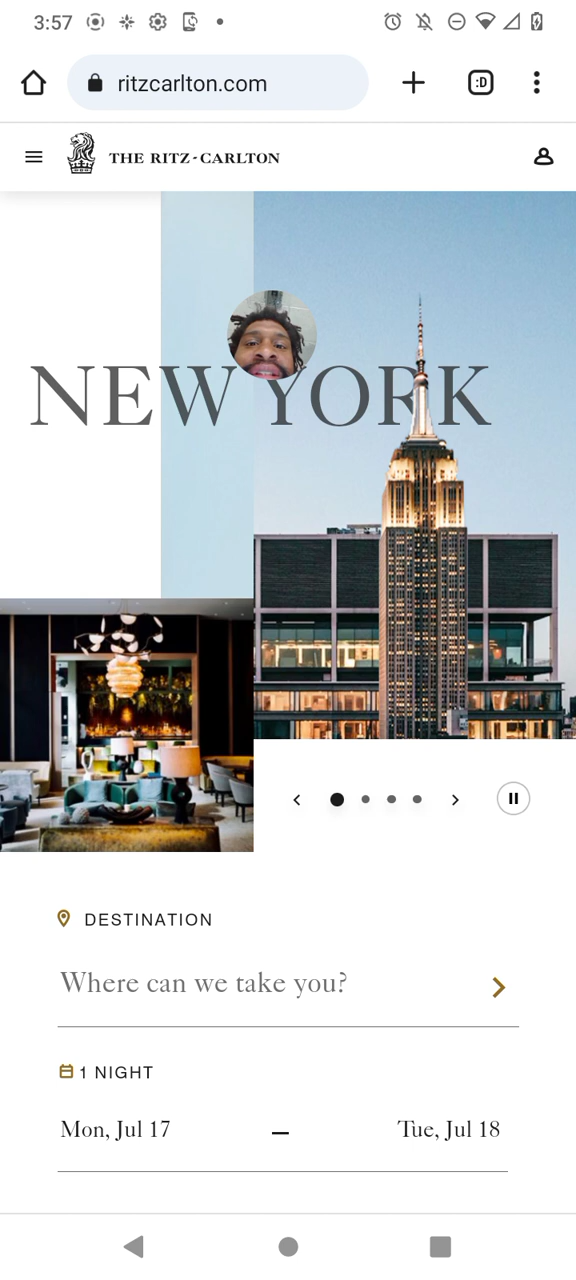 3:57
ritzcarlton.com
:D
THE RITZ-CARLTON
NEW YORK
DESTINATION
Where can we take you?
1 NIGHT
Mon, Jul 17 – Tue, Jul 18